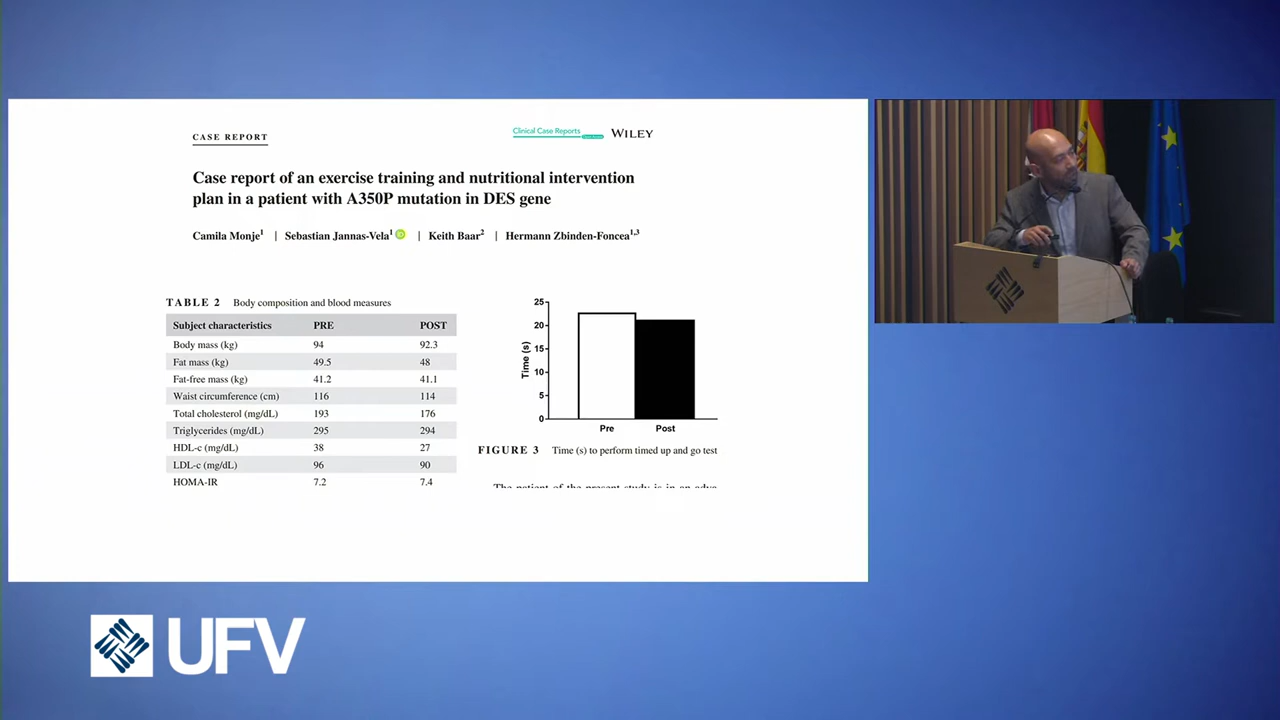 CASE REPORT
Clinical Case Reports
WILEY
Case report of an exercise training and nutritional intervention
plan in a patient with A350P mutation in DES gene
Camila Monje1 | Sebastian Jannas-Vela1 | Keith Baar2 | Hermann Zbinden-Foncea1,3
TABLE 2 Body composition and blood measures
Subject characteristics PRE POST
Body mass (kg) 94 92.3
Fat mass (kg) 49.5 48
Fat-free mass (kg) 41.2 41.1
Waist circumference (cm) 116 114
Total cholesterol (mg/dL) 193 176
Triglycerides (mg/dL) 295 294
HDL-c (mg/dL) 38 27
LDL-c (mg/dL) 96 90
HOMA-IR 7.2 7.4
Time (s)
25
20
15
10
5
0
Pre Post
FIGURE 3 Time (s) to perform timed up and go test
The patient of the present study is in an adva
UFV